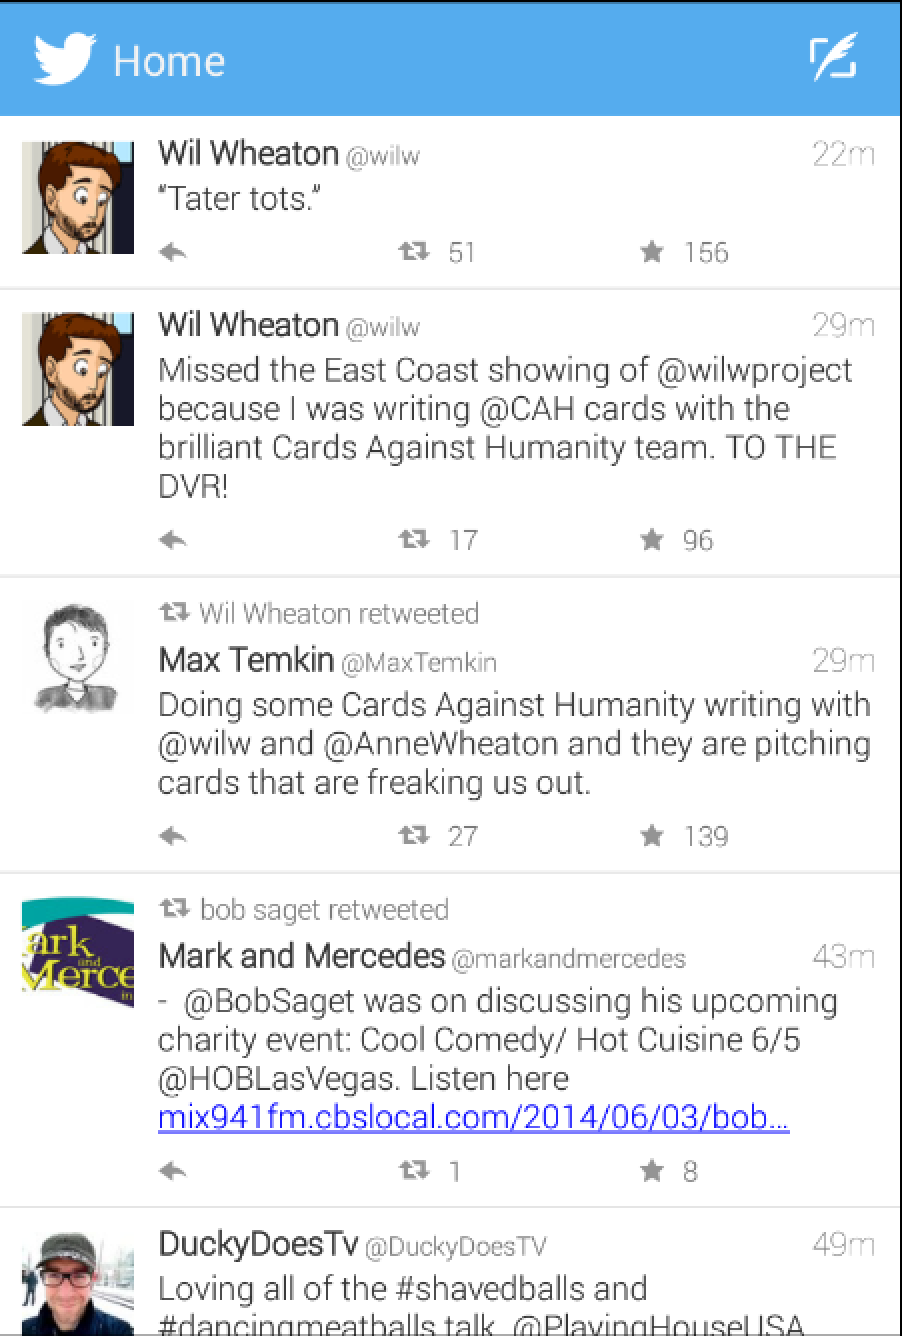 Home
Wil Wheaton @wilw 22m
“Tater tots.”
51 156
Wil Wheaton @wilw 29m
Missed the East Coast showing of @wilwproject
because I was writing @CAH cards with the
brilliant Cards Against Humanity team. TO THE
DVR!
17 96
Wil Wheaton retweeted
Max Temkin @MaxTemkin 29m
Doing some Cards Against Humanity writing with
@wilw and @AnneWheaton and they are pitching
cards that are freaking us out.
27 139
bob saget retweeted
ark
and
Merce
in
Mark and Mercedes @markandmercedes 43m
- @BobSaget was on discussing his upcoming
charity event: Cool Comedy/ Hot Cuisine 6/5
@HOBLasVegas. Listen here
mix941fm.cbslocal.com/2014/06/03/bob...
1 8
DuckyDoesTv @DuckyDoesTV 49m
Loving all of the #shavedballs and
#dancingmeatballs talk @PlayingHouseUSA